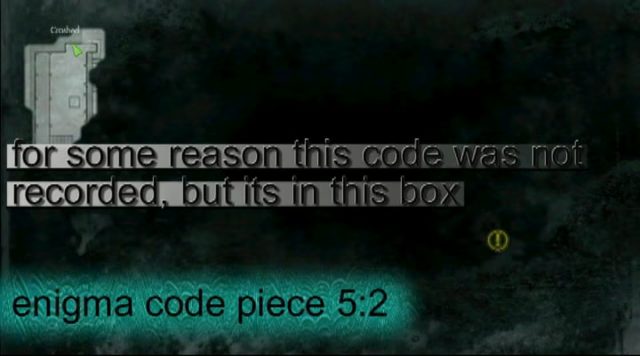 for some reason this code was not
recorded, but its in this box
enigma code piece 5:2